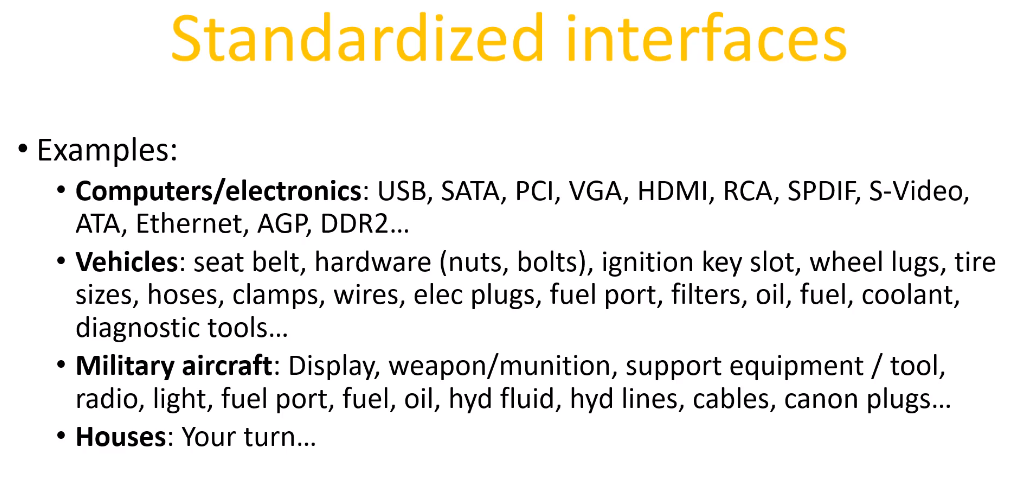 Standardized interfaces
• Examples:
• Computers/electronics: USB, SATA, PCI, VGA, HDMI, RCA, SPDIF, S-Video,
ATA, Ethernet, AGP, DDR2…
• Vehicles: seat belt, hardware (nuts, bolts), ignition key slot, wheel lugs, tire
sizes, hoses, clamps, wires, elec plugs, fuel port, filters, oil, fuel, coolant,
diagnostic tools…
• Military aircraft: Display, weapon/munition, support equipment / tool,
radio, light, fuel port, fuel, oil, hyd fluid, hyd lines, cables, canon plugs…
• Houses: Your turn…